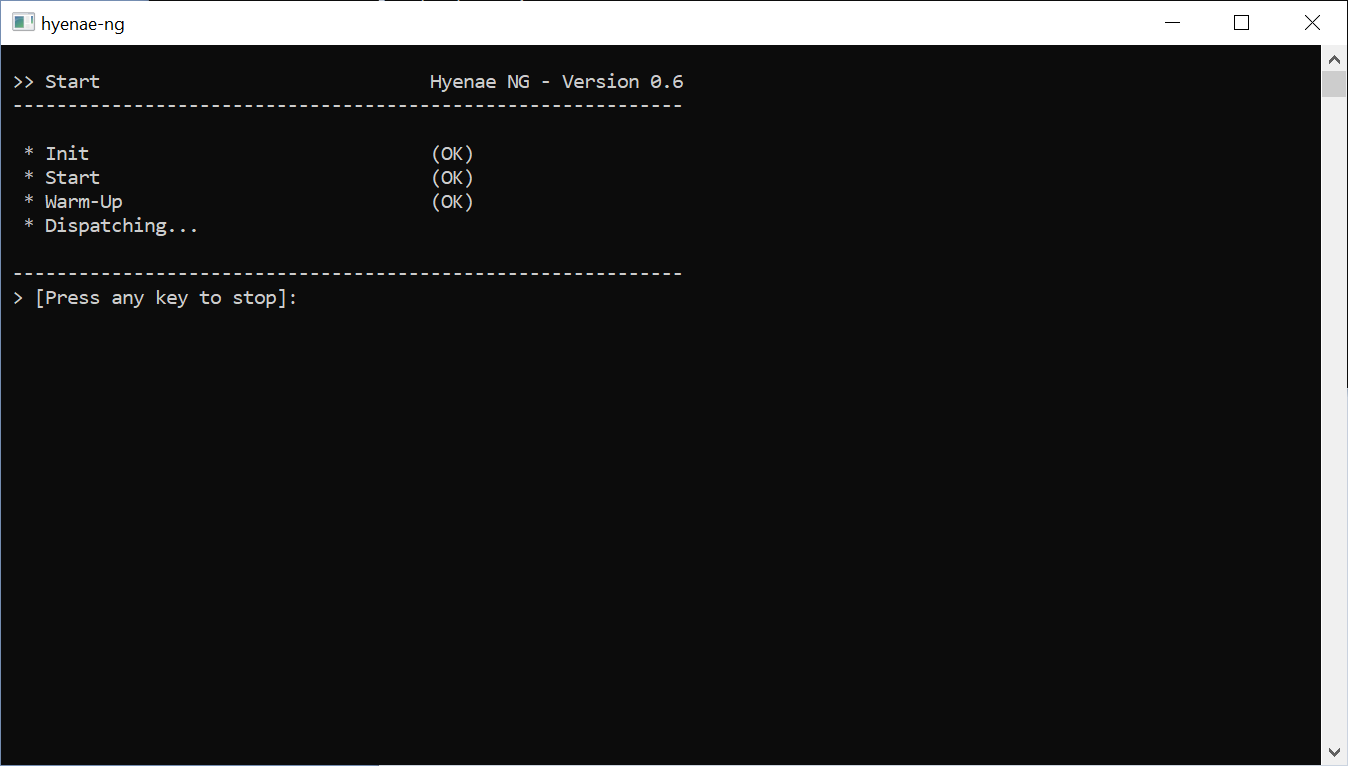 hyenae-ng
>> Start                              Hyenae NG - Version 0.6
-------------------------------------------------------------
* Init                               (OK)
* Start                              (OK)
* Warm-Up                            (OK)
* Dispatching...
-------------------------------------------------------------
> [Press any key to stop]: